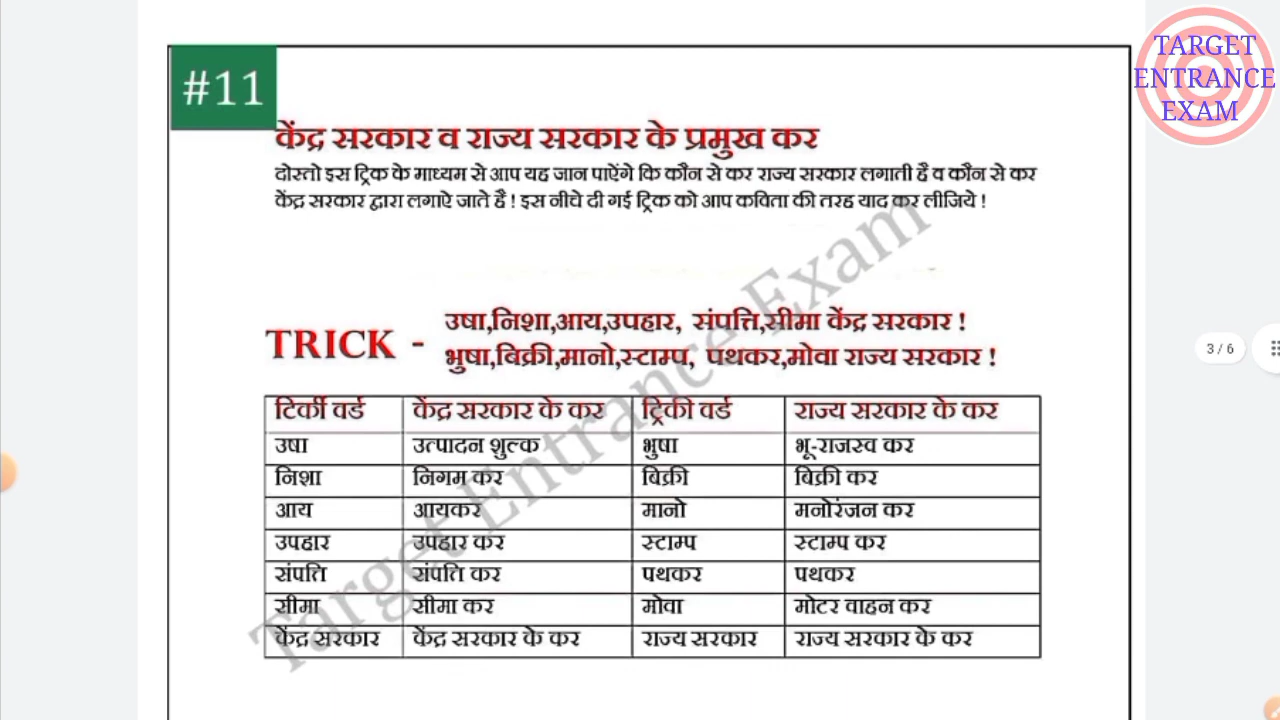 #11
TARGET
ENTRANCE
EXAM
केंद्र सरकार व राज्य सरकार के प्रमुख कर
दोस्तो इस ट्रिक के माध्यम से आप यह जान पाऐंगे कि कौन से कर राज्य सरकार लगाती है व कौन से कर
केंद्र सरकार द्वारा लगाऐ जाते है ! इस नीचे दी गई ट्रिक को आप कविता की तरह याद कर लीजिये !
TRICK -
उषा,निशा,आय,उपहार, संपत्ति,सीमा केंद्र सरकार !
भुषा,बिक्री,मानो,स्टाम्प, पथकर,मोवा राज्य सरकार !
3 / 6
टिर्की वर्ड केंद्र सरकार के कर ट्रिकी वर्ड राज्य सरकार के कर
उषा उत्पादन शुल्क भुषा भू-राजस्व कर
निशा निगम कर बिक्री बिक्री कर
आय आयकर मानो मनोरंजन कर
उपहार उपहार कर स्टाम्प स्टाम्प कर
संपति संपति कर पथकर पथकर
सीमा सीमा कर मोवा मोटर वाहन कर
केंद्र सरकार केंद्र सरकार के कर राज्य सरकार राज्य सरकार के कर
Target Entrance Exam